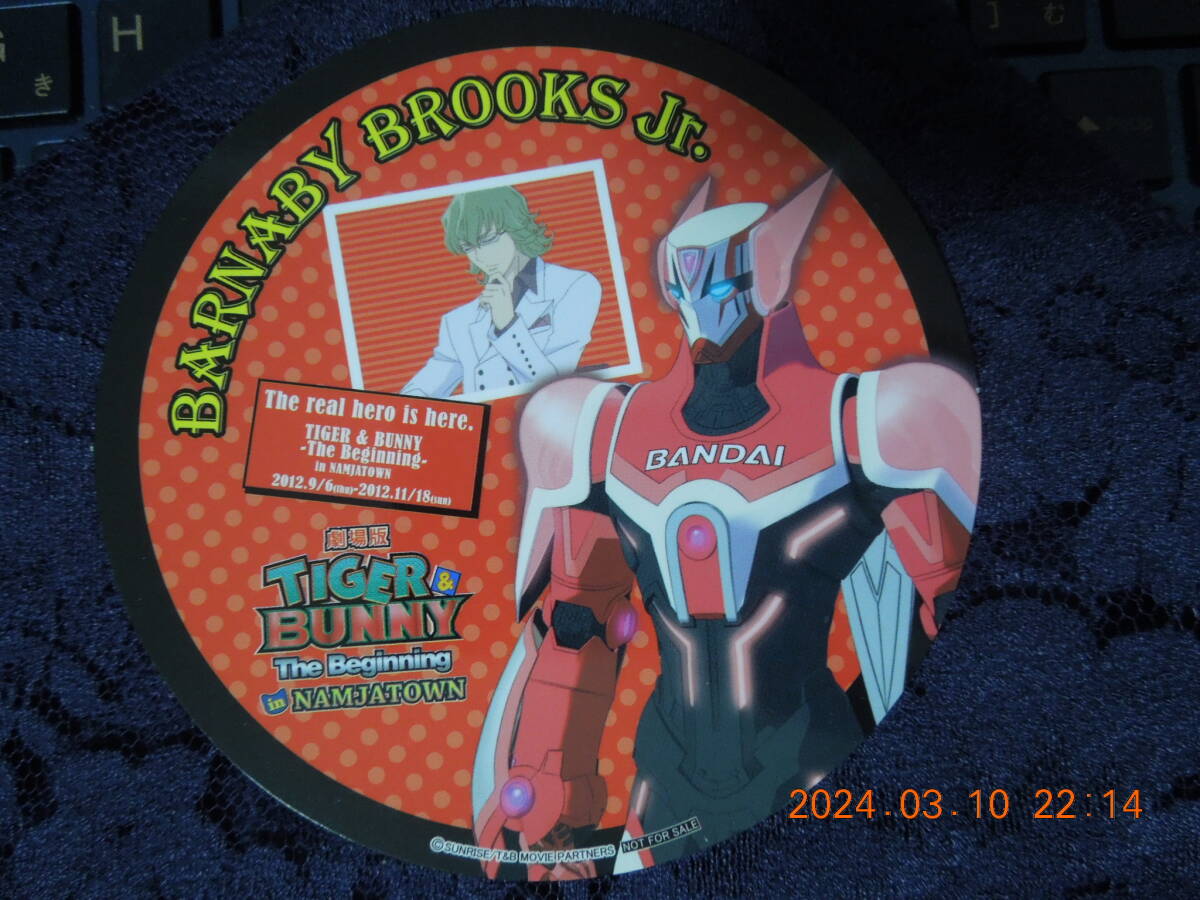 H
き
]
む
BARNABY BROOKS Jr.
The real hero is here.
TIGER & BUNNY
-The Beginning-
in NAMJATOWN
2012.9/6(THU)-2012.11/18(SUN)
BANDAI
劇場版
TIGER &
BUNNY
The Beginning
in NAMJATOWN
©SUNRISE/T&B MOVIE PARTNERS NOT FOR SALE
2024.03.10 22:14